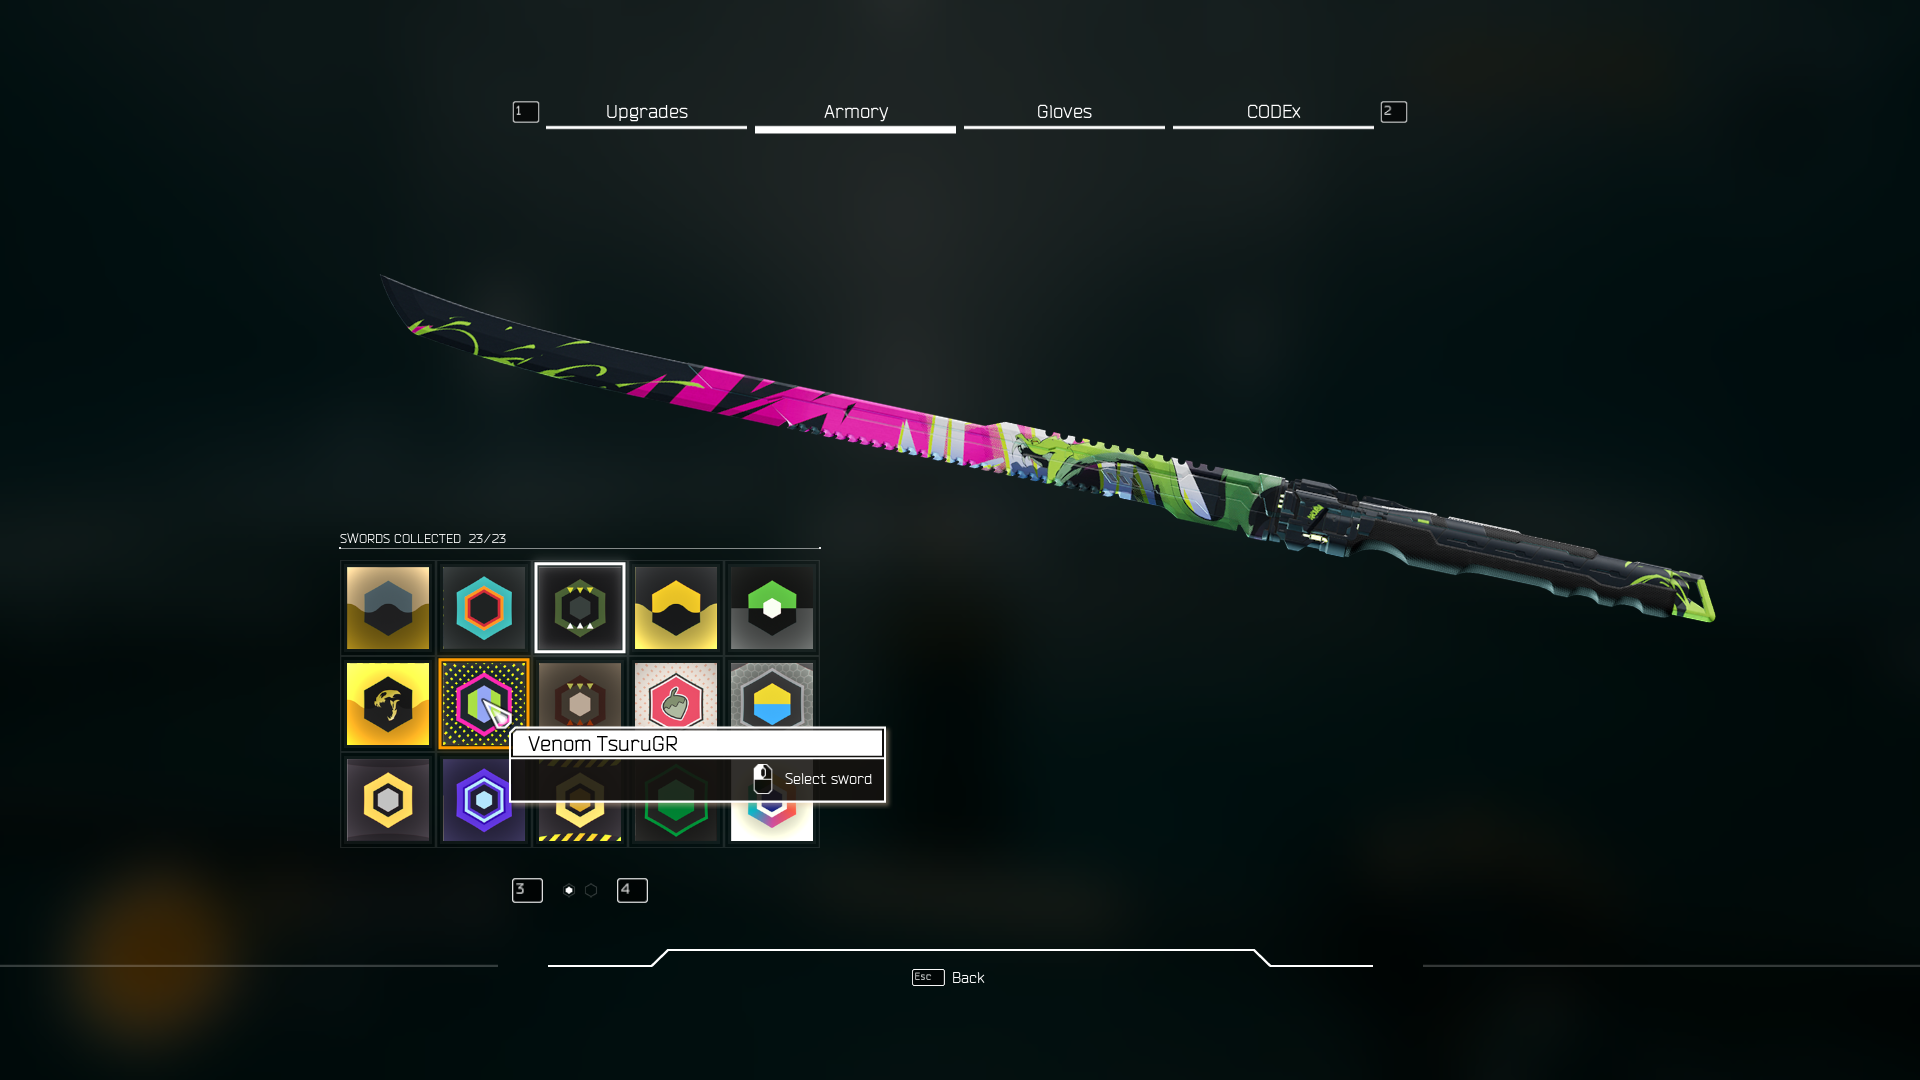 1 Upgrades Armory Gloves CODEx 2
SWORDS COLLECTED 23/23
Venom TsuruGR
Select sword
3 4
Esc Back